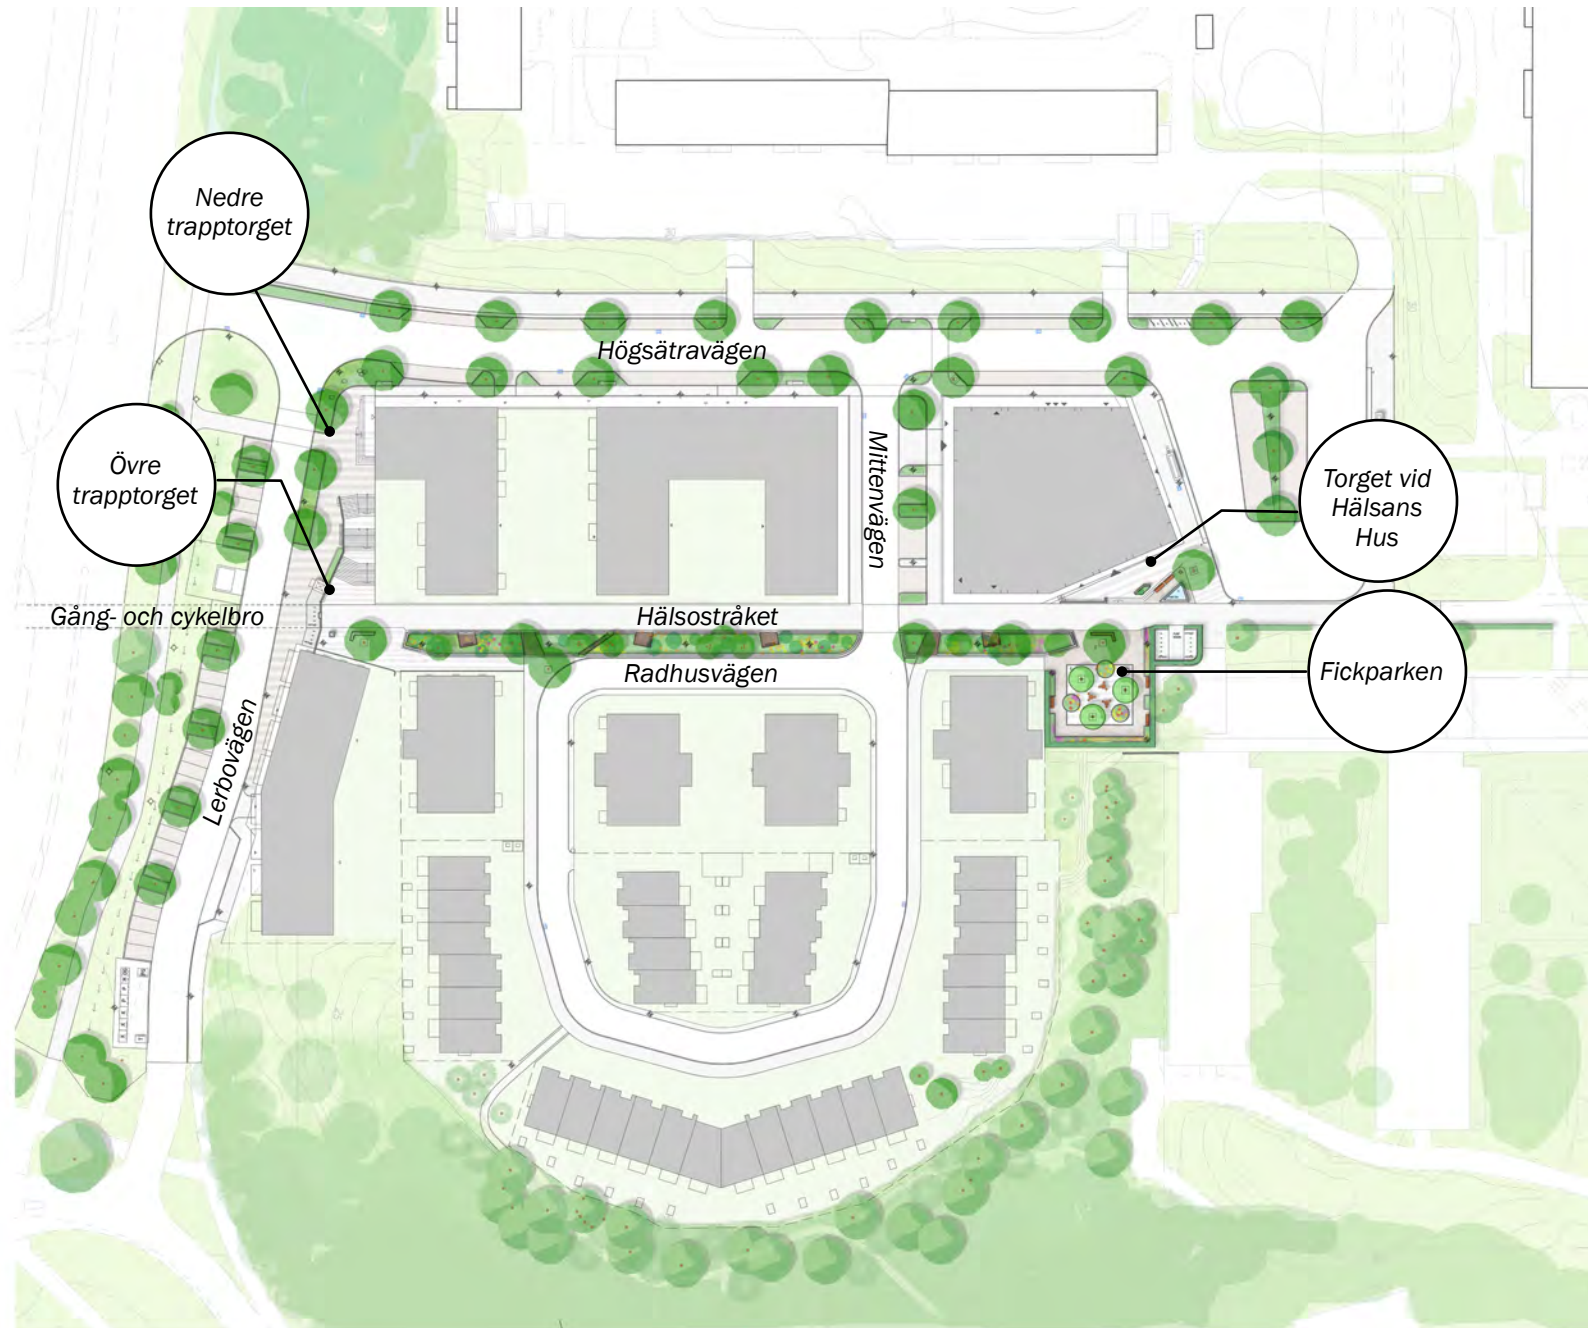 Nedre
trapptorget
Högsätravägen
Övre
trapptorget
Mittenvägen
Torget vid
Hälsans
Hus
Gång- och cykelbro
Hälsostråket
Radhusvägen
Fickparken
Lerbovägen